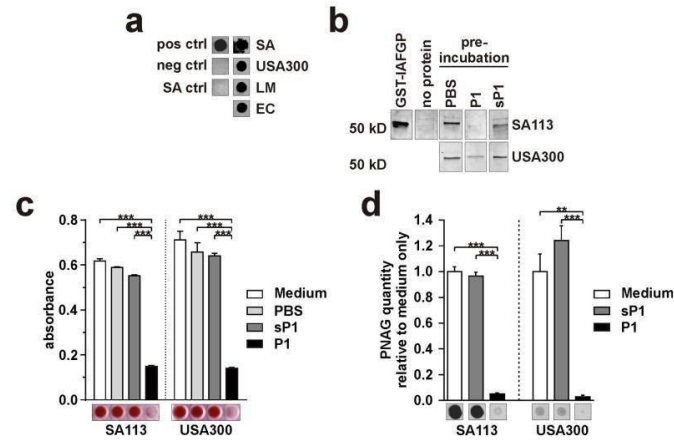 a
pos ctrl SA
neg ctrl USA300
SA ctrl LM
EC
b
pre-
incubation
GST-IAFGP
no protein
PBS
P1
sP1
50 kD SA113
50 kD USA300
c
absorbance
0.8
0.6
0.4
0.2
0.0
*** ***
*** ***
*** ***
Medium
PBS
sP1
P1
SA113 USA300
d
PNAG quantity
relative to medium only
1.4
1.2
1.0
0.8
0.6
0.4
0.2
0.0
*** **
*** ***
Medium
sP1
P1
SA113 USA300